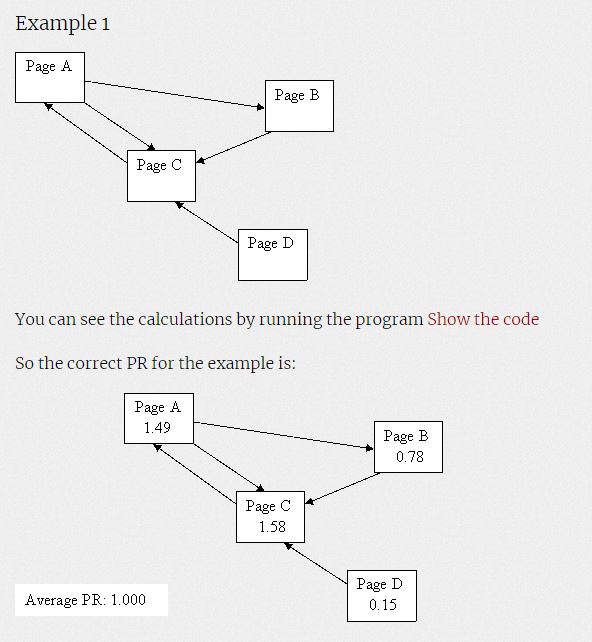 Example 1
Page A
Page B
Page C
Page D
You can see the calculations by running the program Show the code
So the correct PR for the example is:
Page A
1.49
Page B
0.78
Page C
1.58
Page D
0.15
Average PR: 1.000